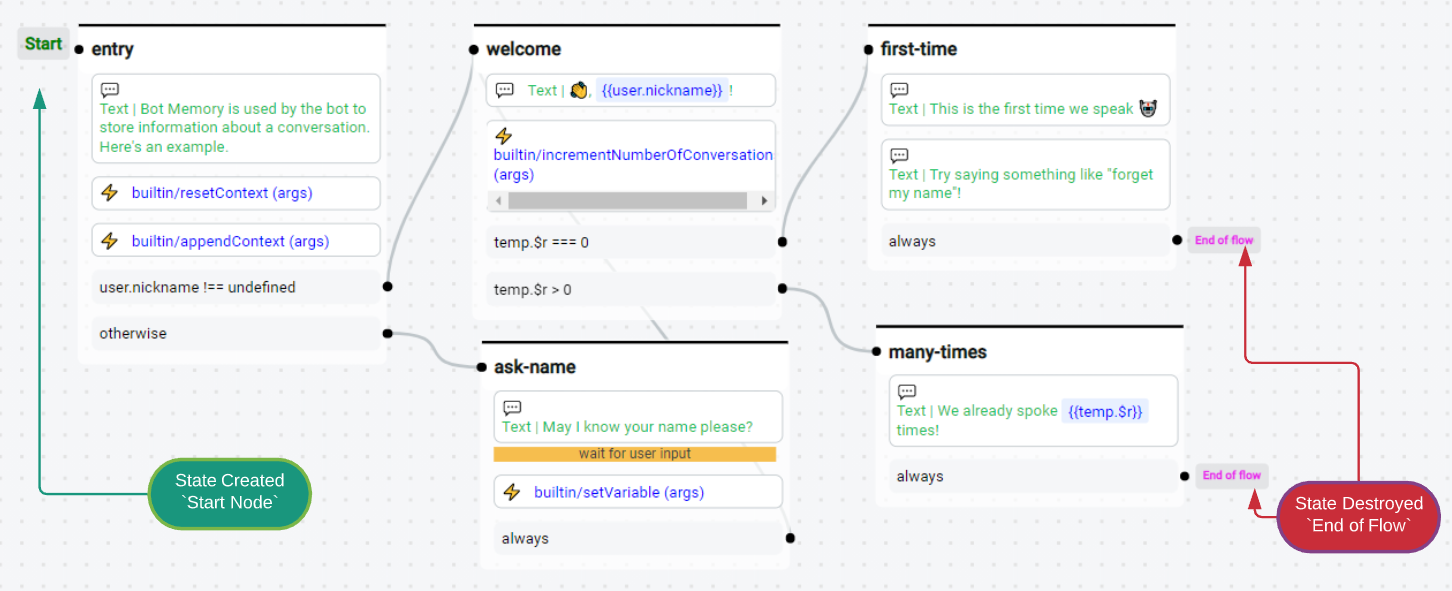 Start
entry
Text | Bot Memory is used by the bot to
store information about a conversation.
Here's an example.
builtin/resetContext (args)
builtin/appendContext (args)
user.nickname !== undefined
otherwise
welcome
Text | 👏, {{user.nickname}} !
builtin/incrementNumberOfConversation
(args)
temp.$r === 0
temp.$r > 0
ask-name
Text | May I know your name please?
wait for user input
builtin/setVariable (args)
always
first-time
Text | This is the first time we speak
Text | Try saying something like "forget
my name"!
always
End of flow
many-times
Text | We already spoke {{temp.$r}}
times!
always
End of flow
State Created
`Start Node`
State Destroyed
`End of Flow`